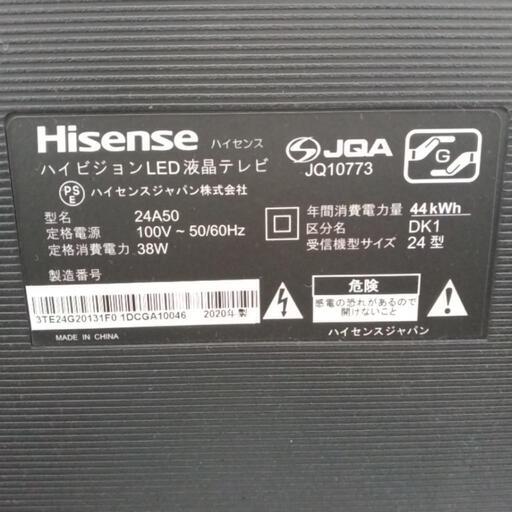 Hisense ハイセンス
ハイビジョンLED液晶テレビ
PS
E ハイセンスジャパン株式会社
型名 24A50
定格電源 100V ~ 50/60Hz
定格消費電力 38W
製造番号
3TE24G20131F0 1DCGA10046 2020年製
MADE IN CHINA
JQA
JQ10773
G
年間消費電力量 44kWh
区分名 DK1
受信機型サイズ 24型
危険
感電の恐れがあるので
開けないこと
ハイセンスジャパン